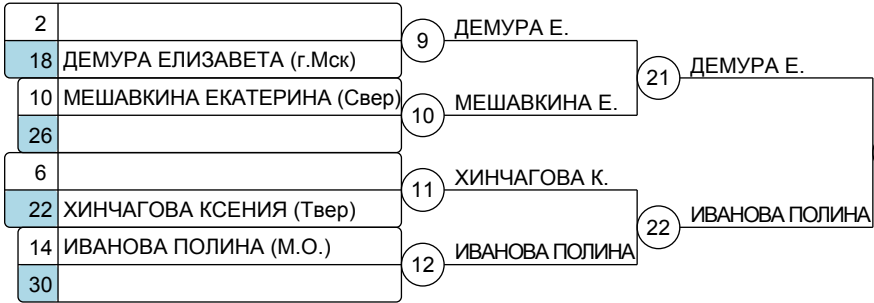 2
18 ДЕМУРА ЕЛИЗАВЕТА (г.Мск)
9 ДЕМУРА Е.
10 МЕШАВКИНА ЕКАТЕРИНА (Свер)
26
10 МЕШАВКИНА Е.
21 ДЕМУРА Е.
6
22 ХИНЧАГОВА КСЕНИЯ (Твер)
11 ХИНЧАГОВА К.
14 ИВАНОВА ПОЛИНА (М.О.)
30
12 ИВАНОВА ПОЛИНА
22 ИВАНОВА ПОЛИНА